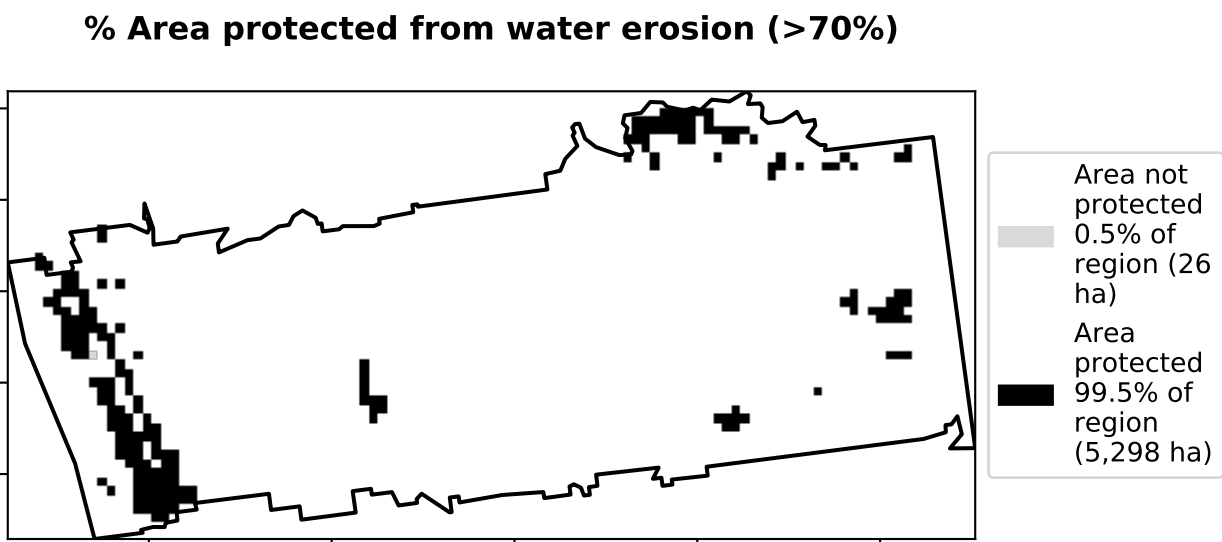 % Area protected from water erosion (>70%)
Area not
protected
0.5% of
region (26
ha)
Area
protected
99.5% of
region
(5,298 ha)